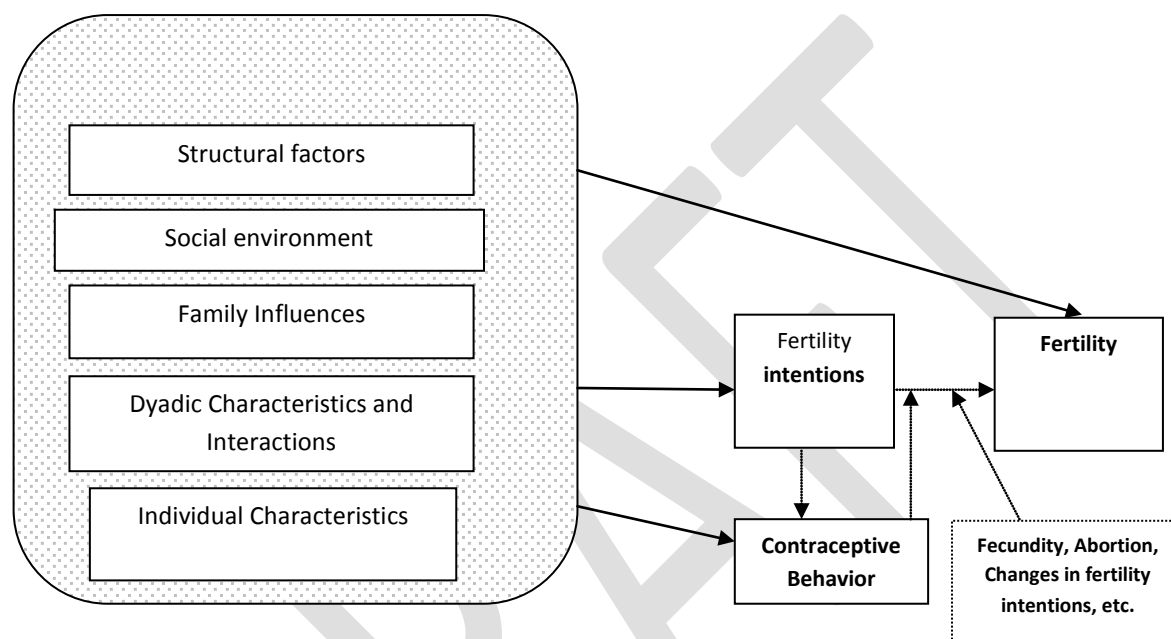 Structural factors
Social environment
Family Influences
Dyadic Characteristics and
Interactions
Individual Characteristics
Fertility
intentions
Fertility
Contraceptive
Behavior
Fecundity, Abortion,
Changes in fertility
intentions, etc.
DRAFT